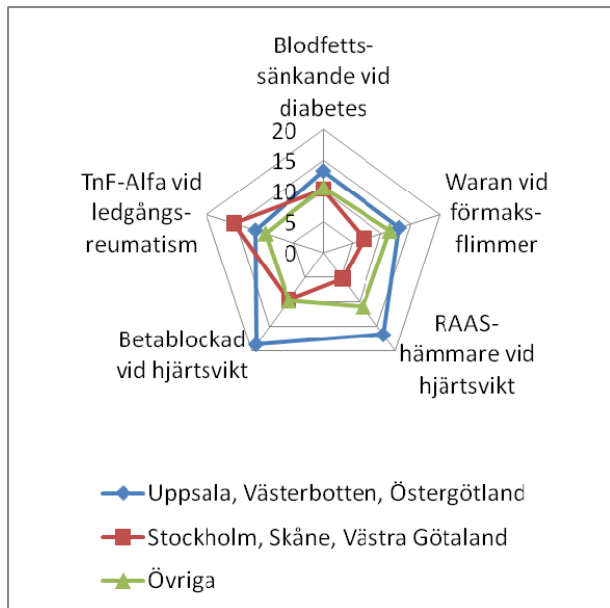 Blodfetts-
sänkande vid
diabetes
20
15
10
5
0
Waran vid
förmaks-
flimmer
RAAS-
hämmare vid
hjärtsvikt
Betablockad
vid hjärtsvikt
TnF-Alfa vid
ledgångs-
reumatism
Uppsala, Västerbotten, Östergötland
Stockholm, Skåne, Västra Götaland
Övriga